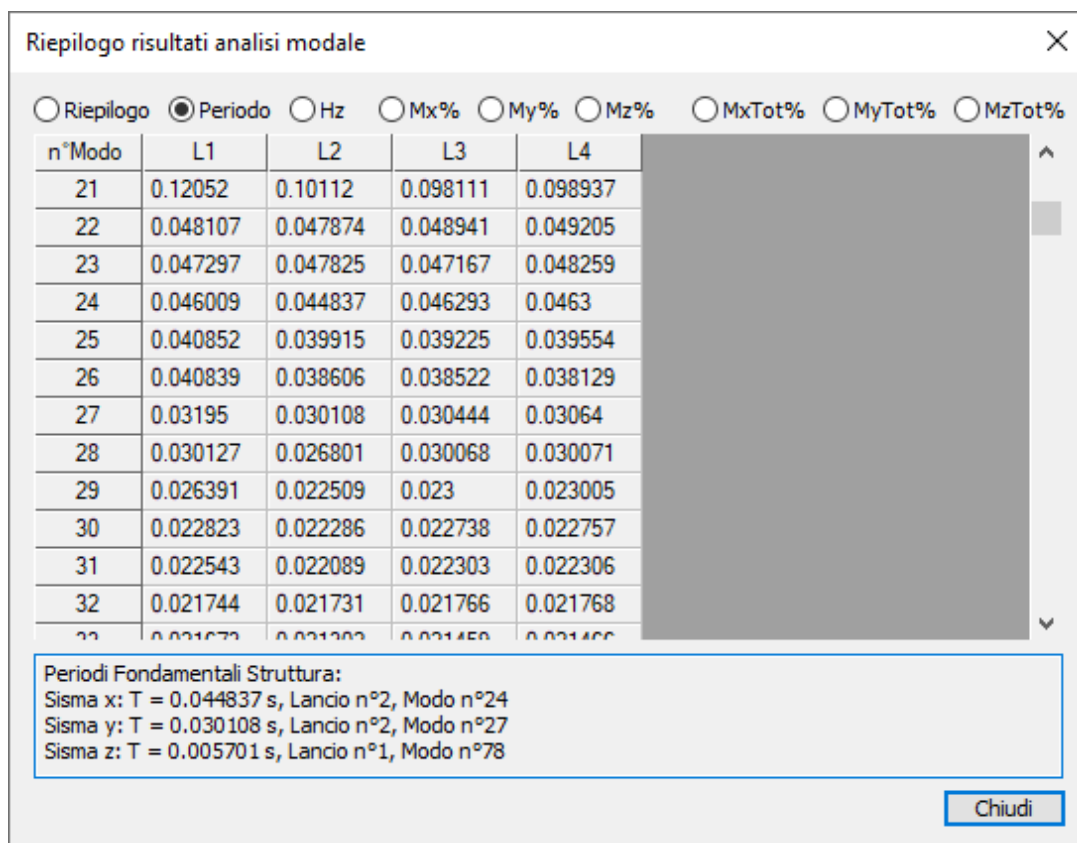 Riepilogo risultati analisi modale
Riepilogo Periodo Hz Mx% My% Mz% MxTot% MyTot% MzTot%
n°Modo L1 L2 L3 L4
21 0.12052 0.10112 0.098111 0.098937
22 0.048107 0.047874 0.048941 0.049205
23 0.047297 0.047825 0.047167 0.048259
24 0.046009 0.044837 0.046293 0.0463
25 0.040852 0.039915 0.039225 0.039554
26 0.040839 0.038606 0.038522 0.038129
27 0.03195 0.030108 0.030444 0.03064
28 0.030127 0.026801 0.030068 0.030071
29 0.026391 0.022509 0.023 0.023005
30 0.022823 0.022286 0.022738 0.022757
31 0.022543 0.022089 0.022303 0.022306
32 0.021744 0.021731 0.021766 0.021768
Periodi Fondamentali Struttura:
Sisma x: T = 0.044837 s, Lancio n°2, Modo n°24
Sisma y: T = 0.030108 s, Lancio n°2, Modo n°27
Sisma z: T = 0.005701 s, Lancio n°1, Modo n°78
Chiudi